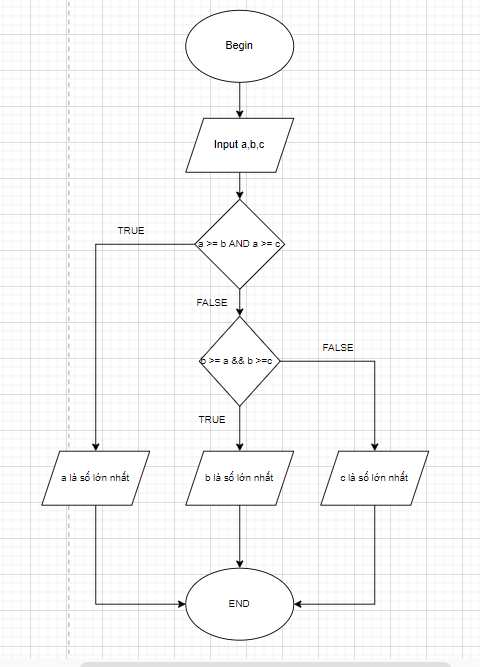 Begin
Input a,b,c
TRUE
a >= b AND a >= c
FALSE
FALSE
b >= a && b >=c
TRUE
a là số lớn nhất
b là số lớn nhất
c là số lớn nhất
END